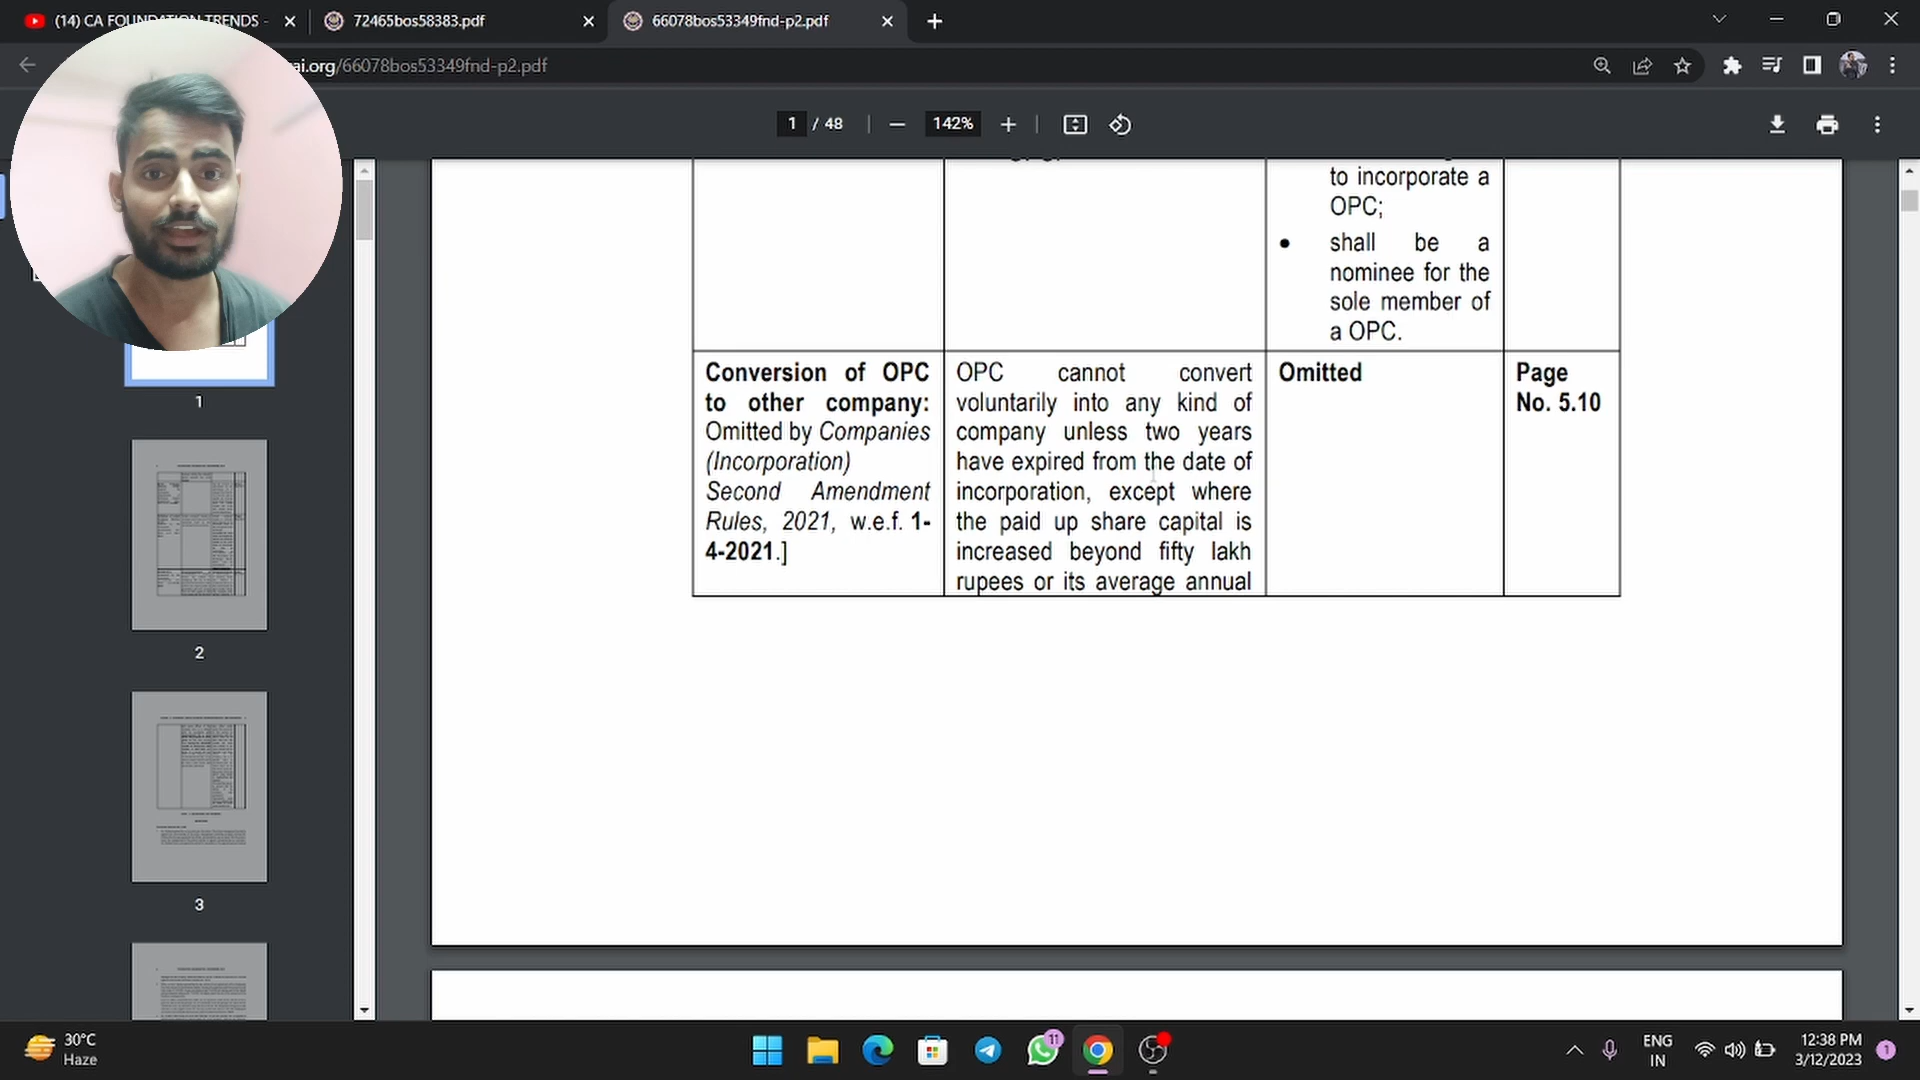 (14) CA FOUNDATION TRENDS -
72465bos58383.pdf
66078bos53349fnd-p2.pdf
ai.org/66078bos53349fnd-p2.pdf
1 / 48
142%
to incorporate a
OPC;
• shall be a
nominee for the
sole member of
a OPC.
Conversion of OPC
to other company:
Omitted by Companies
(Incorporation)
Second Amendment
Rules, 2021, w.e.f. 1-
4-2021.]
OPC cannot convert
voluntarily into any kind of
company unless two years
have expired from the date of
incorporation, except where
the paid up share capital is
increased beyond fifty lakh
rupees or its average annual
Omitted
Page
No. 5.10
1
2
3
30°C
Haze
11
ENG
IN
12:38 PM
3/12/2023
1